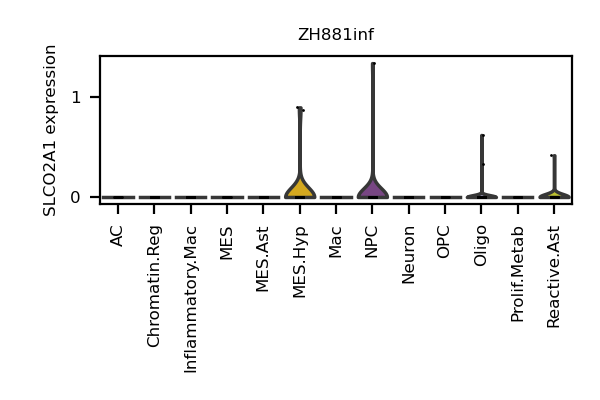 ZH881inf
SLCO2A1 expression
1
0
AC
Chromatin.Reg
Inflammatory.Mac
MES
MES.Ast
MES.Hyp
Mac
NPC
Neuron
OPC
Oligo
Prolif.Metab
Reactive.Ast